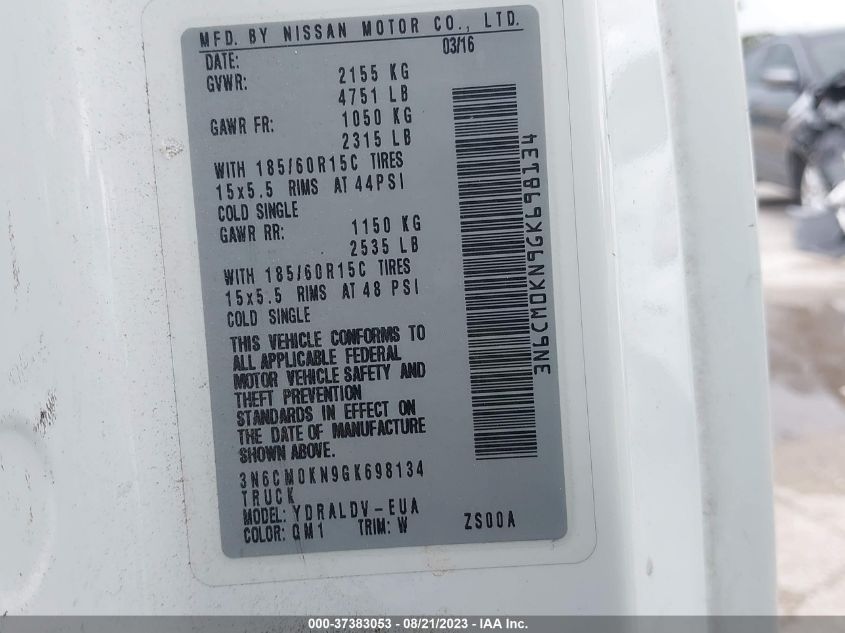 MFD. BY NISSAN MOTOR CO., LTD.
DATE: 03/16
GVWR: 2155 KG
4751 LB
GAWR FR: 1050 KG
2315 LB
WITH 185/60R15C TIRES
15x5.5 RIMS AT 44PSI
COLD SINGLE
GAWR RR: 1150 KG
2535 LB
WITH 185/60R15C TIRES
15x5.5 RIMS AT 48 PSI
COLD SINGLE
THIS VEHICLE CONFORMS TO
ALL APPLICABLE FEDERAL
MOTOR VEHICLE SAFETY AND
THEFT PREVENTION
STANDARDS IN EFFECT ON
THE DATE OF MANUFACTURE
SHOWN ABOVE.
3N6CM0KN9GK698134
TRUCK
MODEL: YDRALDV-EUA
COLOR: QM1 TRIM: W ZS00A
3N6CM0KN9GK698134
000-37383053 - 08/21/2023 - IAA Inc.